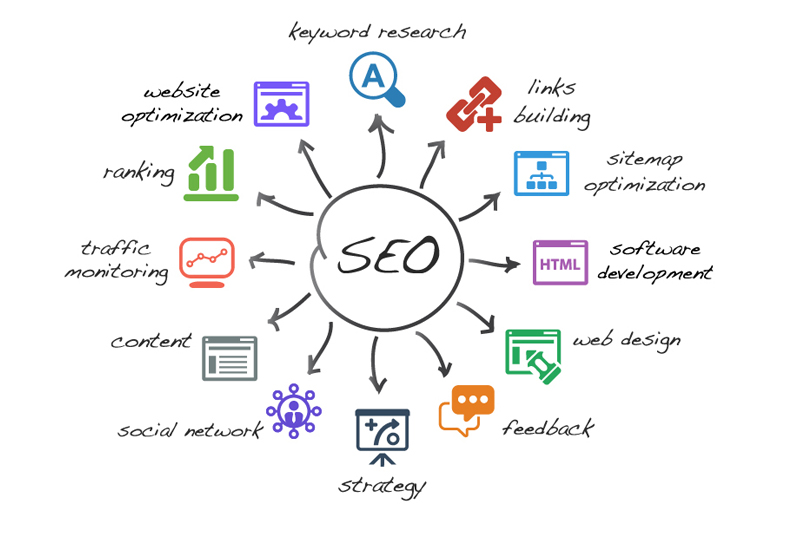 keyword research
A
links
building
sitemap
optimization
HTML
software
development
web design
feedback
strategy
social network
content
traffic
monitoring
ranking
website
optimization
SEO